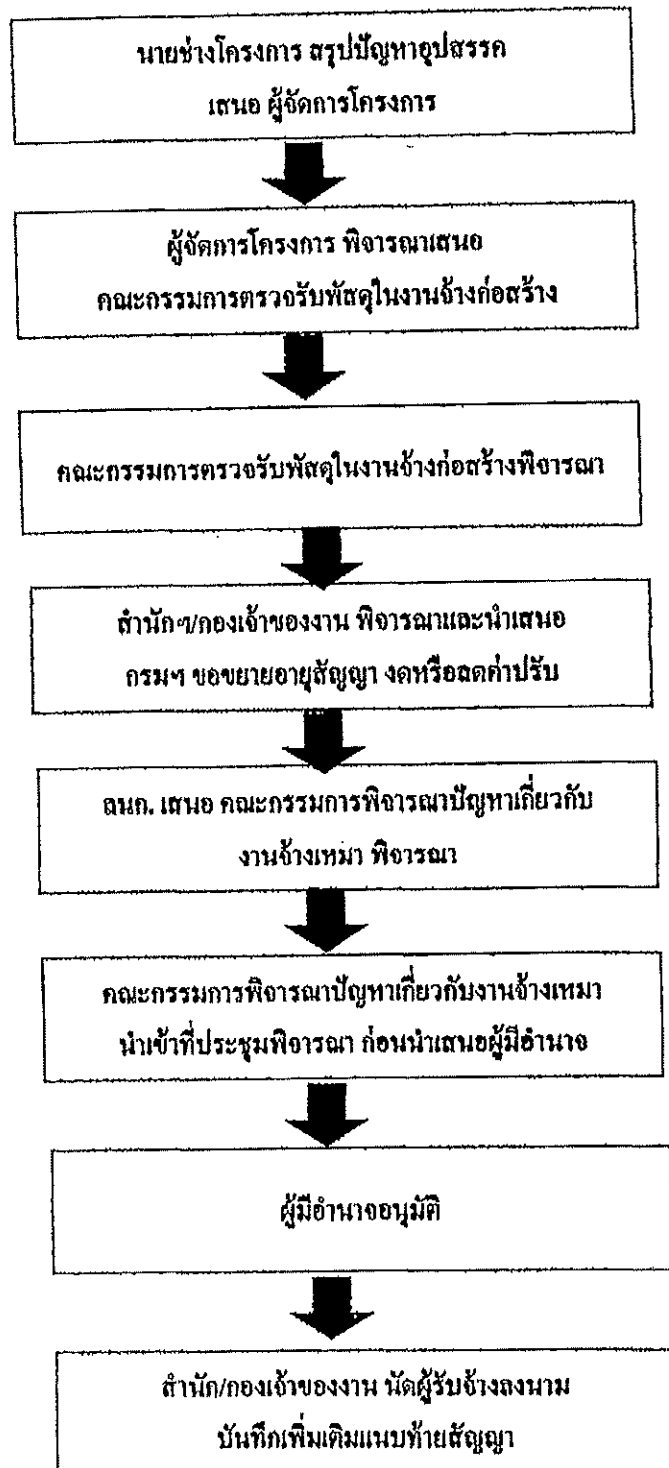 นายช่างโครงการ สรุปปัญหาอุปสรรค
เสนอ ผู้จัดการโครงการ
ผู้จัดการโครงการ พิจารณาเสนอ
คณะกรรมการตรวจรับพัสดุในงานจ้างก่อสร้าง
คณะกรรมการตรวจรับพัสดุในงานจ้างก่อสร้างพิจารณา
สำนักฯ/กองเจ้าของงาน พิจารณาและนำเสนอ
กรมฯ ขอขยายอายุสัญญา งดหรือลดค่าปรับ
ลนก. เสนอ คณะกรรมการพิจารณาปัญหาเกี่ยวกับ
งานจ้างเหมา พิจารณา
คณะกรรมการพิจารณาปัญหาเกี่ยวกับงานจ้างเหมา
นำเข้าที่ประชุมพิจารณา ก่อนนำเสนอผู้มีอำนาจ
ผู้มีอำนาจอนุมัติ
สำนัก/กองเจ้าของงาน นัดผู้รับจ้างลงนาม
บันทึกเพิ่มเติมแนบท้ายสัญญา